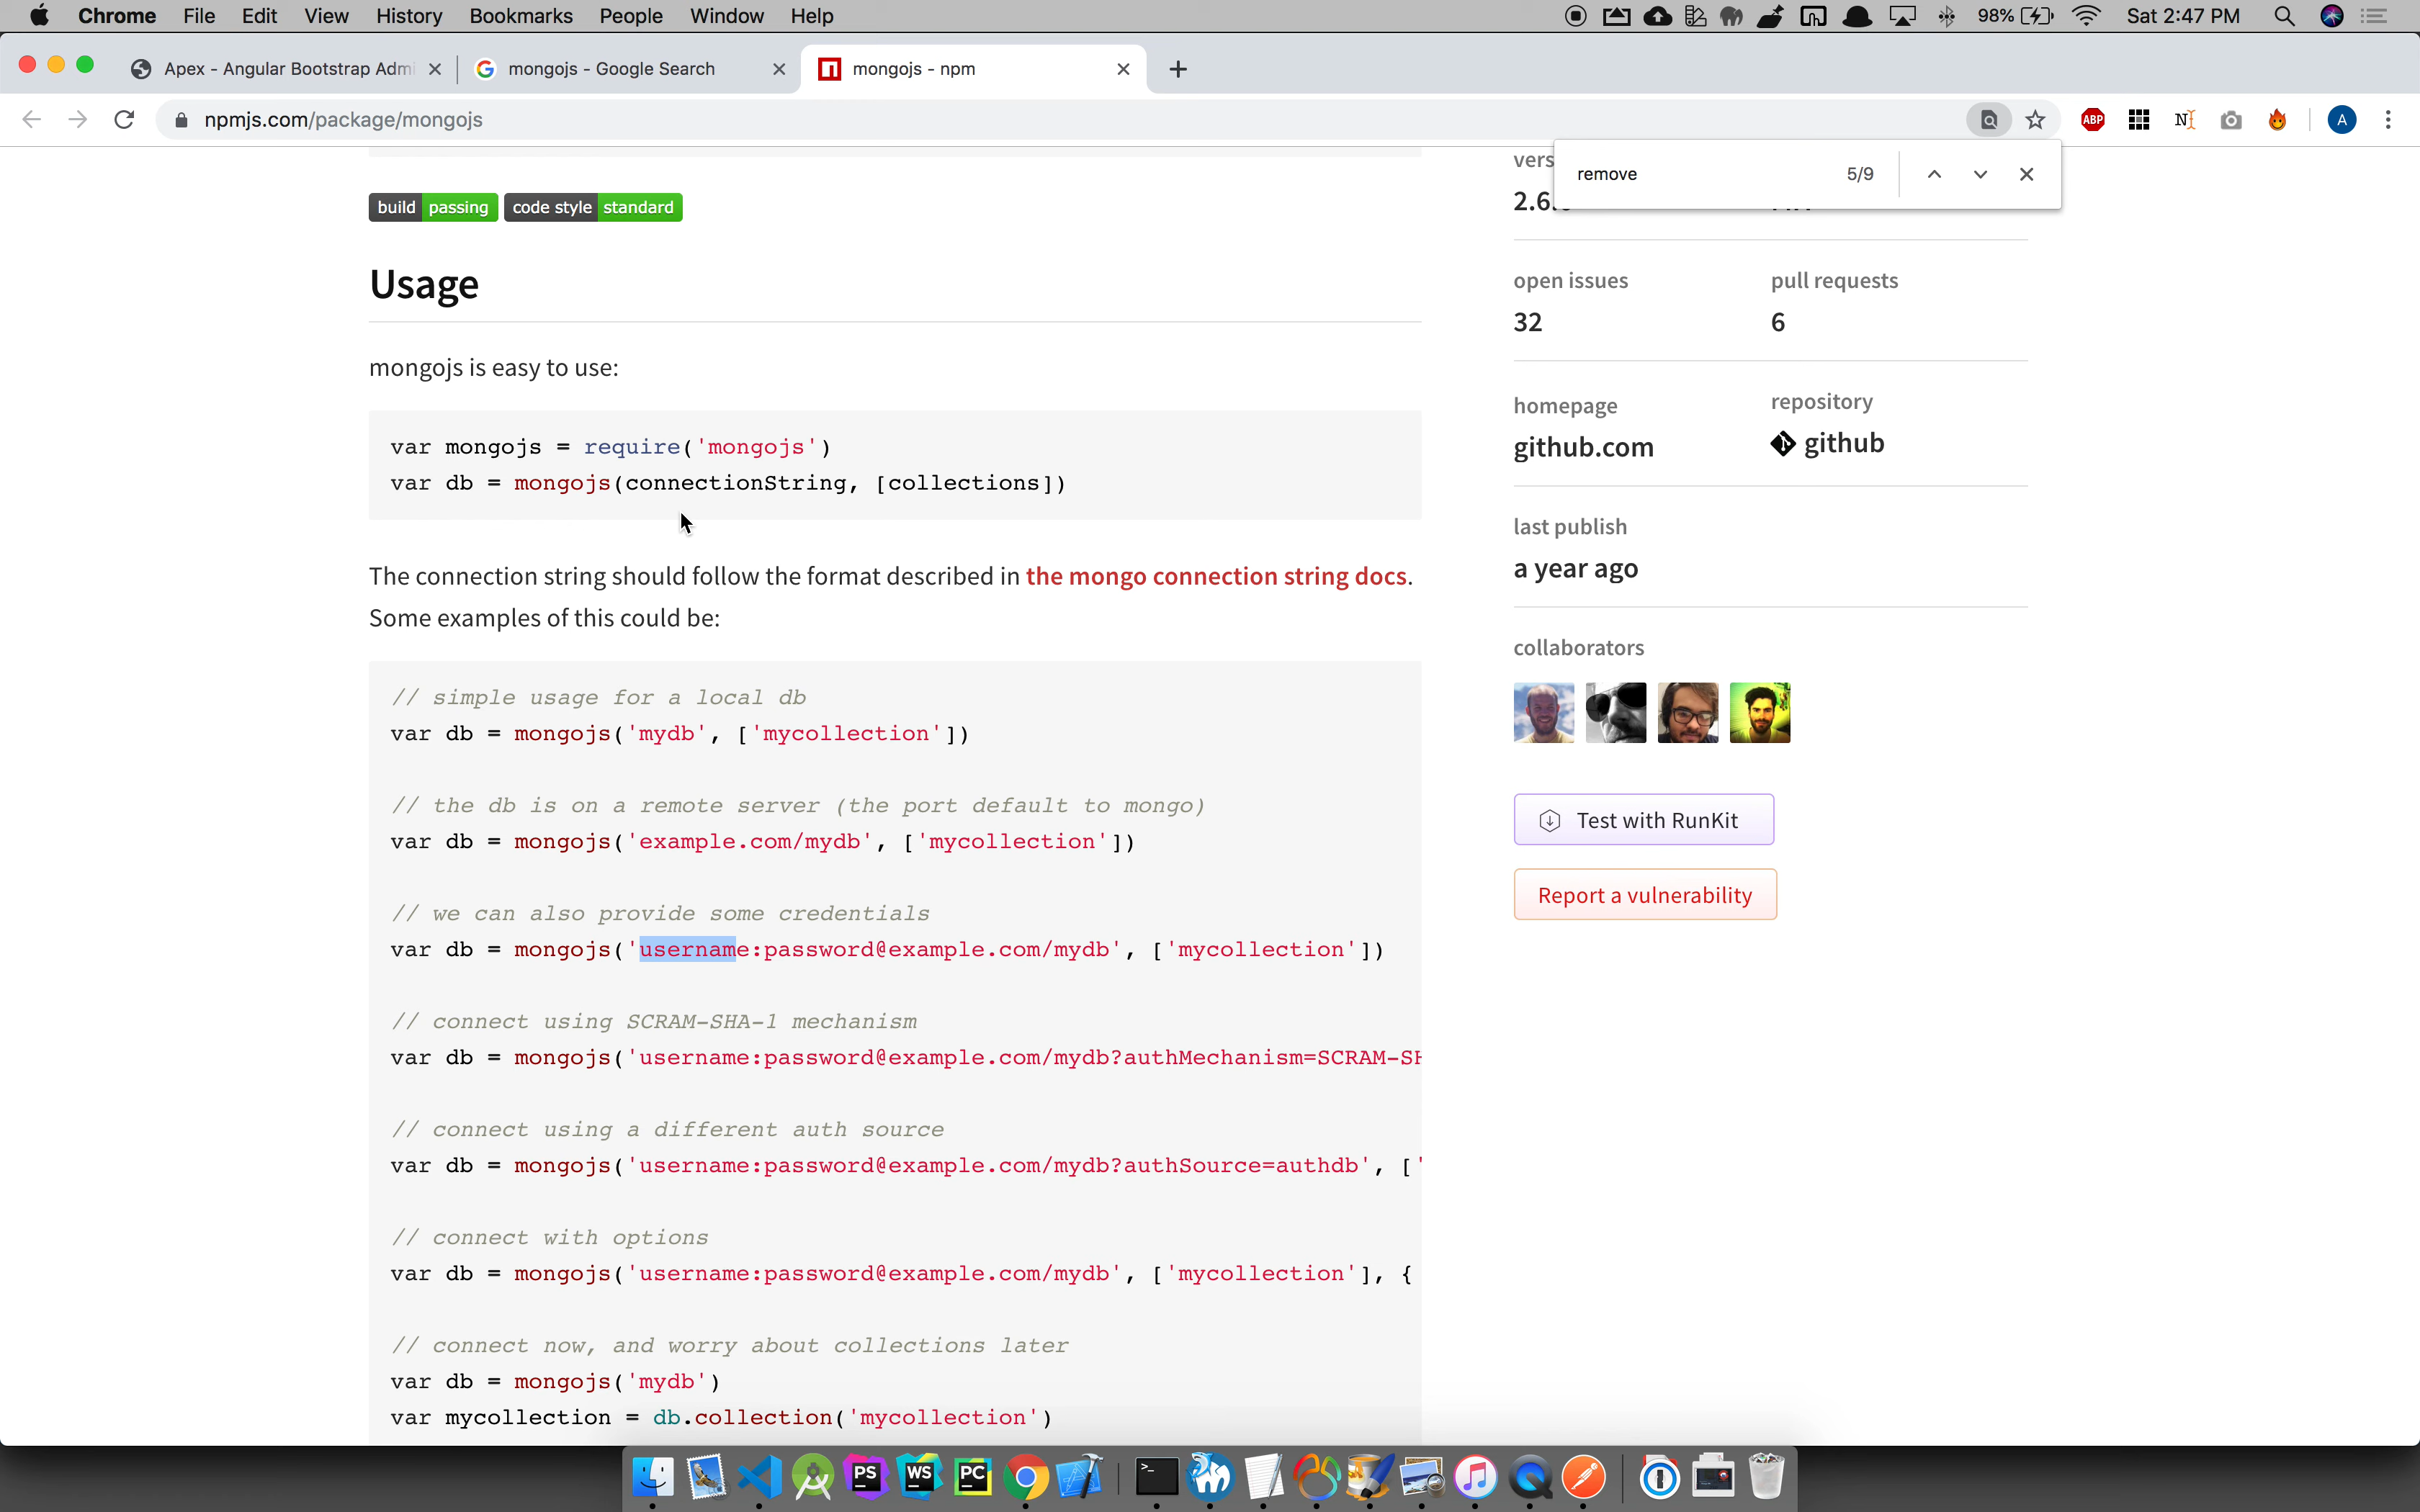 Chrome File Edit View History Bookmarks People Window Help 98% Sat 2:47 PM
Apex - Angular Bootstrap Admi mongojs - Google Search mongojs - npm
npmjs.com/package/mongojs ABP A
remove 5/9
build passing code style standard
Usage
mongojs is easy to use:
var mongojs = require('mongojs')
var db = mongojs(connectionString, [collections])
The connection string should follow the format described in the mongo connection string docs.
Some examples of this could be:
// simple usage for a local db
var db = mongojs('mydb', ['mycollection'])
// the db is on a remote server (the port default to mongo)
var db = mongojs('example.com/mydb', ['mycollection'])
// we can also provide some credentials
var db = mongojs('username:password@example.com/mydb', ['mycollection'])
// connect using SCRAM-SHA-1 mechanism
var db = mongojs('username:password@example.com/mydb?authMechanism=SCRAM-SH
// connect using a different auth source
var db = mongojs('username:password@example.com/mydb?authSource=authdb', ['
// connect with options
var db = mongojs('username:password@example.com/mydb', ['mycollection'], {
// connect now, and worry about collections later
var db = mongojs('mydb')
var mycollection = db.collection('mycollection')
vers
2.6.
open issues pull requests
32 6
homepage repository
github.com github
last publish
a year ago
collaborators
Test with RunKit
Report a vulnerability
PS WS PC